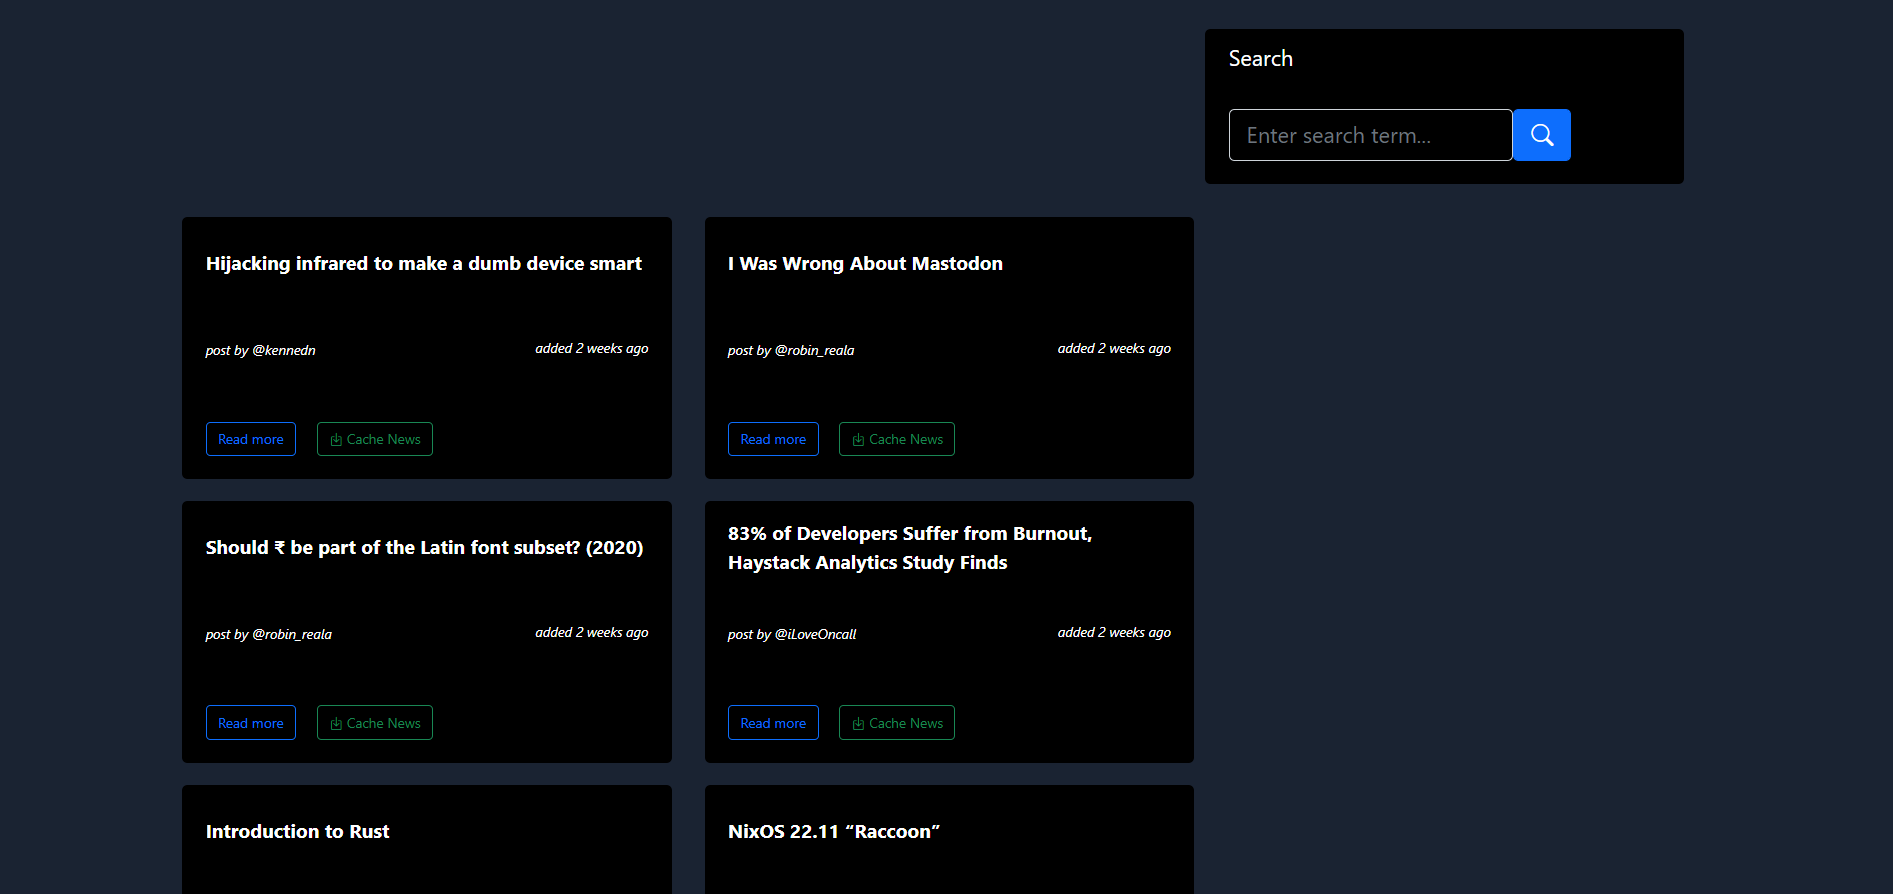 Search
Enter search term...
Hijacking infrared to make a dumb device smart
post by @kennedn
added 2 weeks ago
Read more
Cache News
I Was Wrong About Mastodon
post by @robin_reala
added 2 weeks ago
Read more
Cache News
Should ₹ be part of the Latin font subset? (2020)
post by @robin_reala
added 2 weeks ago
Read more
Cache News
83% of Developers Suffer from Burnout,
Haystack Analytics Study Finds
post by @iLoveOncall
added 2 weeks ago
Read more
Cache News
Introduction to Rust
NixOS 22.11 “Raccoon”